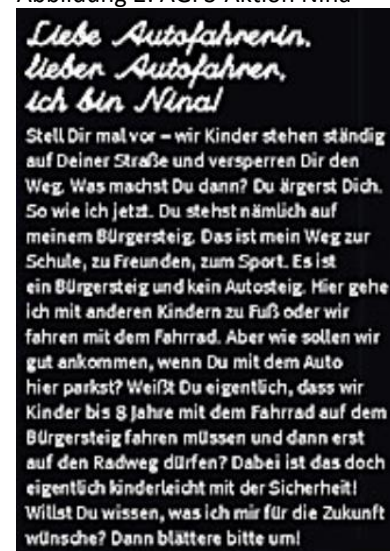 Abbildung 2: AGFS-Aktion Nina
Liebe Autofahrerin,
lieber Autofahrer,
ich bin Nina!
Stell Dir mal vor – wir Kinder stehen ständig
auf Deiner Straße und versperren Dir den
Weg. Was machst Du dann? Du ärgerst Dich.
So wie ich jetzt. Du stehst nämlich auf
meinem Bürgersteig. Das ist mein Weg zur
Schule, zu Freunden, zum Sport. Es ist
ein Bürgersteig und kein Autosteig. Hier gehe
ich mit anderen Kindern zu Fuß oder wir
fahren mit dem Fahrrad. Aber wie sollen wir
gut ankommen, wenn Du mit dem Auto
hier parkst? Weißt Du eigentlich, dass wir
Kinder bis 8 Jahre mit dem Fahrrad auf dem
Bürgersteig fahren müssen und dann erst
auf den Radweg dürfen? Dabei ist das doch
eigentlich kinderleicht mit der Sicherheit!
Willst Du wissen, was ich mir für die Zukunft
wünsche? Dann blättere bitte um!